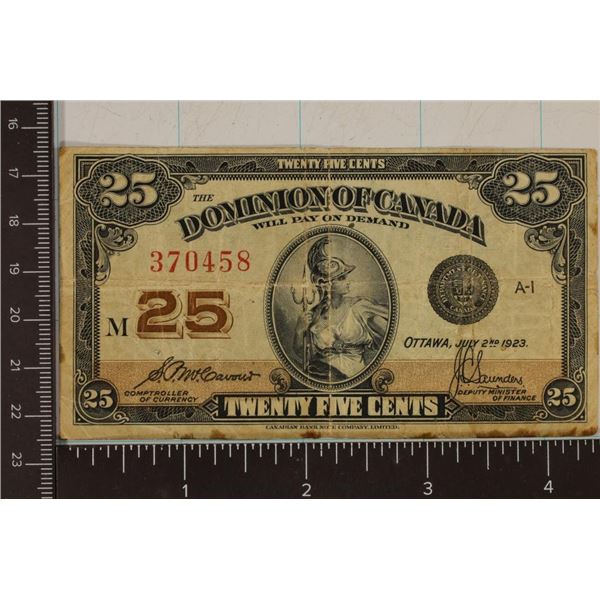 TWENTY FIVE CENTS
25 25
THE
DOMINION OF CANADA
WILL PAY ON DEMAND
370458
A-1
M 25
OTTAWA, JULY 2ND 1923.
COMPTROLLER
OF CURRENCY
DEPUTY MINISTER
OF FINANCE
25 TWENTY FIVE CENTS 25
CANADIAN BANK NOTE COMPANY, LIMITED.
16
17
18
19
20
21
22
23
1 2 3 4